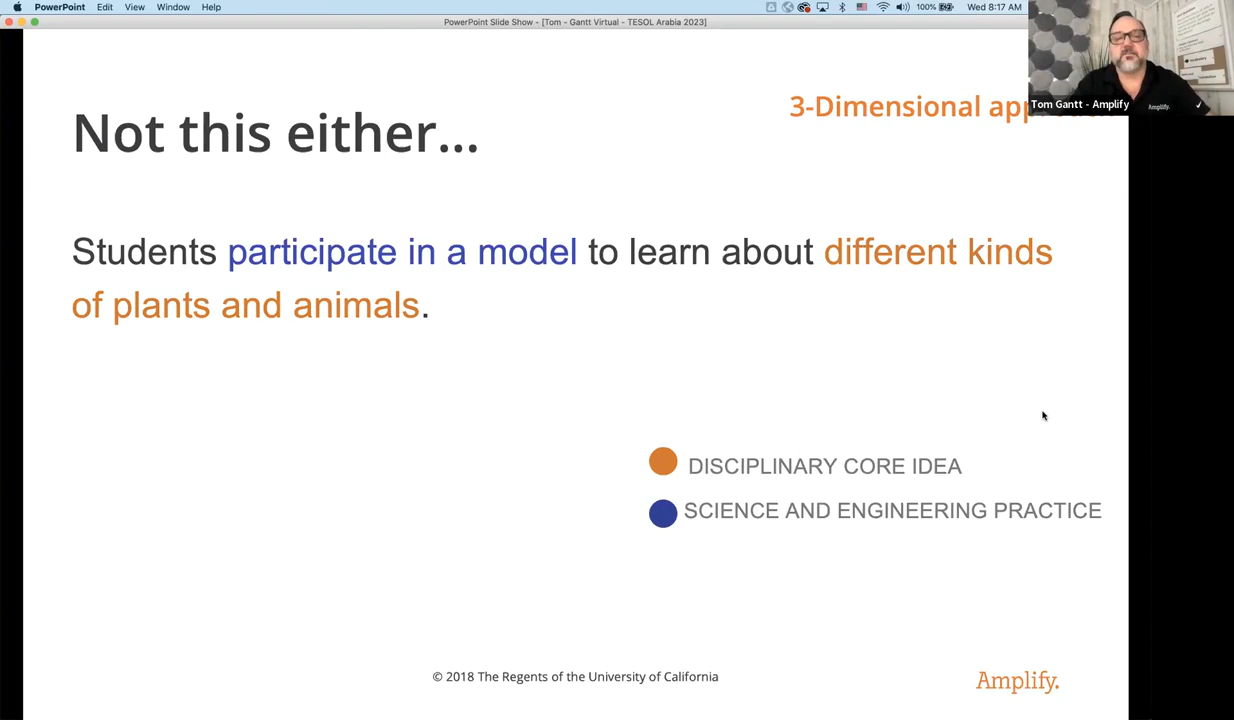 PowerPoint Edit View Window Help
100% Wed 8:17 AM
PowerPoint Slide Show - [Tom - Gantt Virtual - TESOL Arabia 2023]
Tom Gantt - Amplify
Amplify.
3-Dimensional
Not this either...
Students participate in a model to learn about different kinds
of plants and animals.
DISCIPLINARY CORE IDEA
SCIENCE AND ENGINEERING PRACTICE
© 2018 The Regents of the University of California
Amplify.